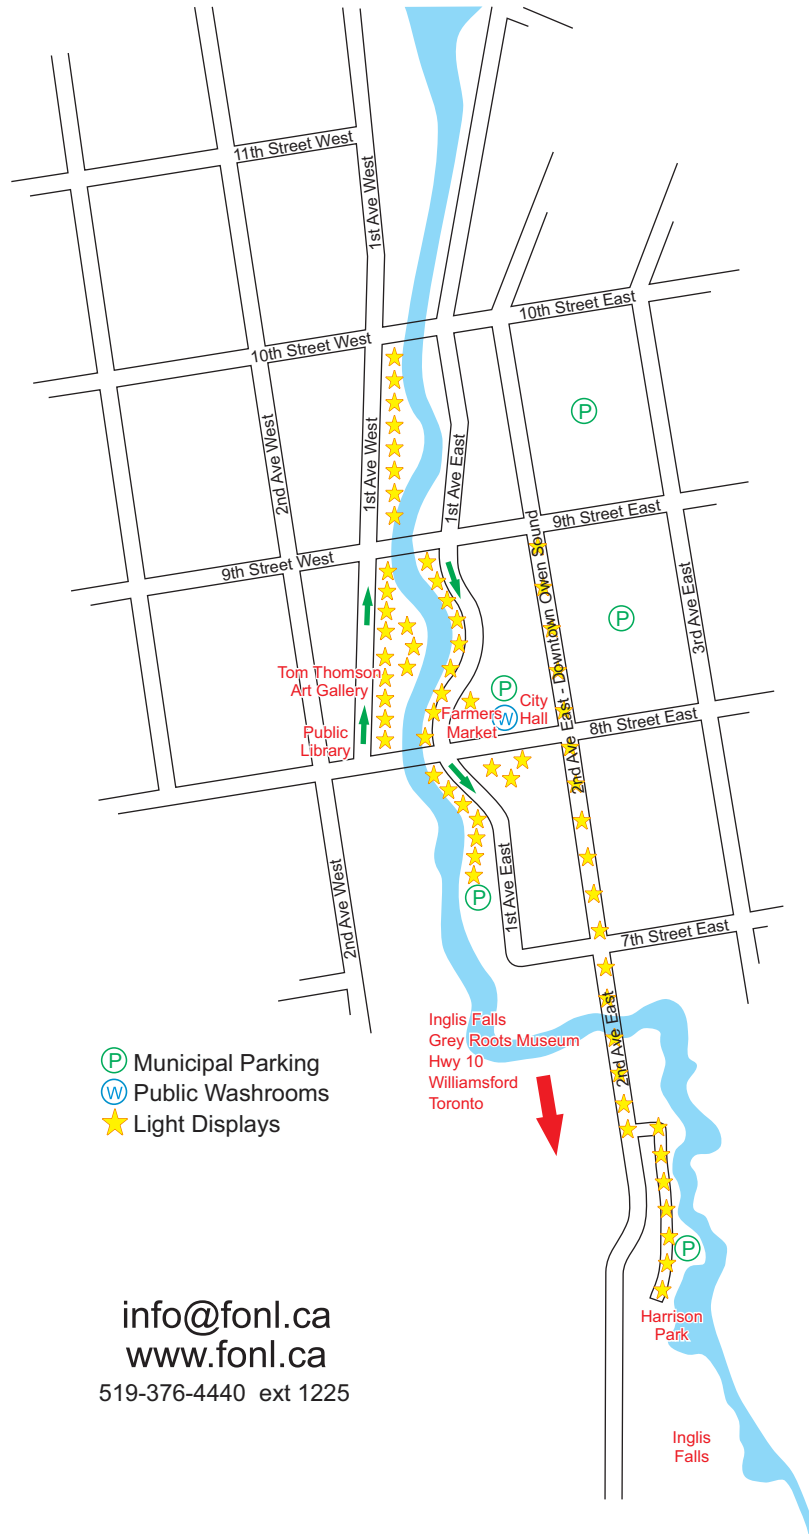 11th Street West
1st Ave West
10th Street East
10th Street West
2nd Ave West
1st Ave West
1st Ave East
9th Street East
9th Street West
2nd Ave East - Downtown Owen Sound
3rd Ave East
Tom Thomson
Art Gallery
P
P
P
W
City
Hall
Farmers
Market
8th Street East
Public
Library
2nd Ave West
1st Ave East
P
7th Street East
2nd Ave East
Inglis Falls
Grey Roots Museum
Hwy 10
Williamsford
Toronto
P Municipal Parking
W Public Washrooms
Light Displays
P
Harrison
Park
info@fonl.ca
www.fonl.ca
519-376-4440 ext 1225
Inglis
Falls